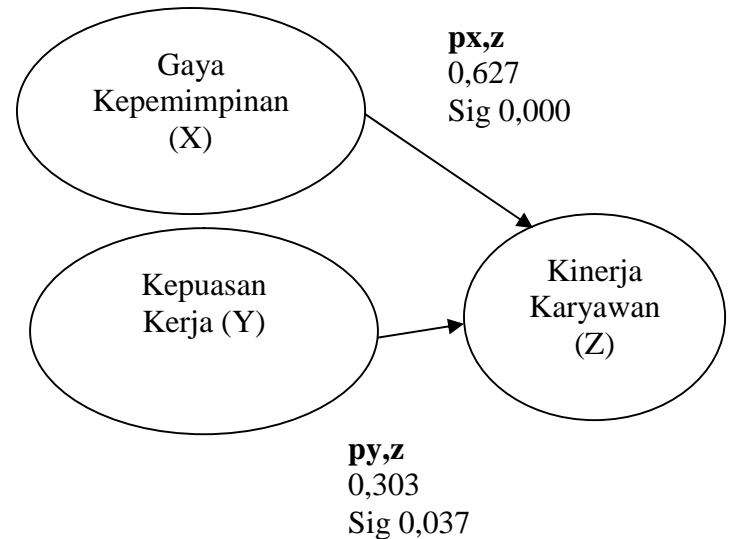 Gaya
Kepemimpinan
(X)
px,z
0,627
Sig 0,000
Kepuasan
Kerja (Y)
Kinerja
Karyawan
(Z)
py,z
0,303
Sig 0,037